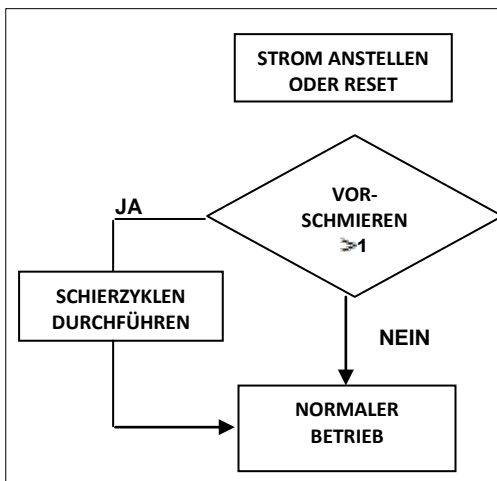 STROM ANSTELLEN
ODER RESET
VOR-
SCHMIEREN
>1
JA
SCHIERZYKLEN
DURCHFÜHREN
NEIN
NORMALER
BETRIEB